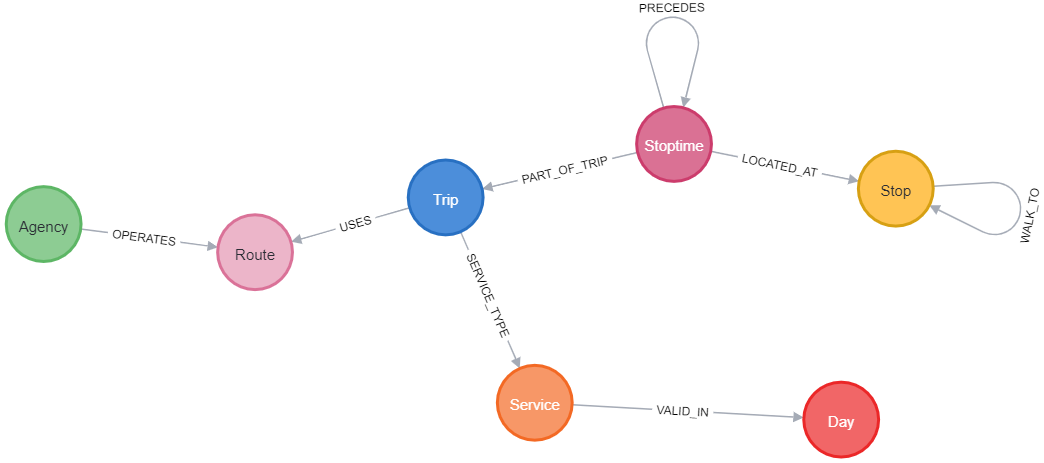 PRECEDES
Stoptime
PART_OF_TRIP
LOCATED_AT
Stop
WALK_TO
Trip
Agency
OPERATES
USES
Route
SERVICE_TYPE
Service
VALID_IN
Day